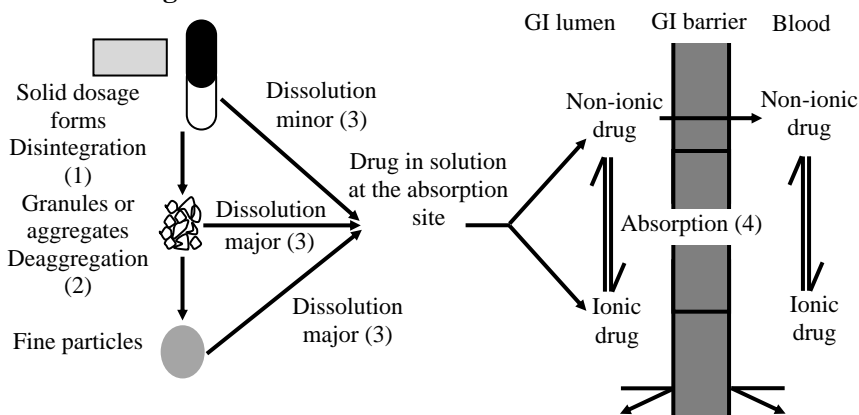 GI lumen
GI barrier
Blood
Solid dosage
forms
Disintegration
(1)
Granules or
aggregates
Deaggregation
(2)
Fine particles
Dissolution
minor (3)
Dissolution
major (3)
Dissolution
major (3)
Drug in solution
at the absorption
site
Non-ionic
drug
Absorption (4)
Ionic
drug
Non-ionic
drug
Ionic
drug